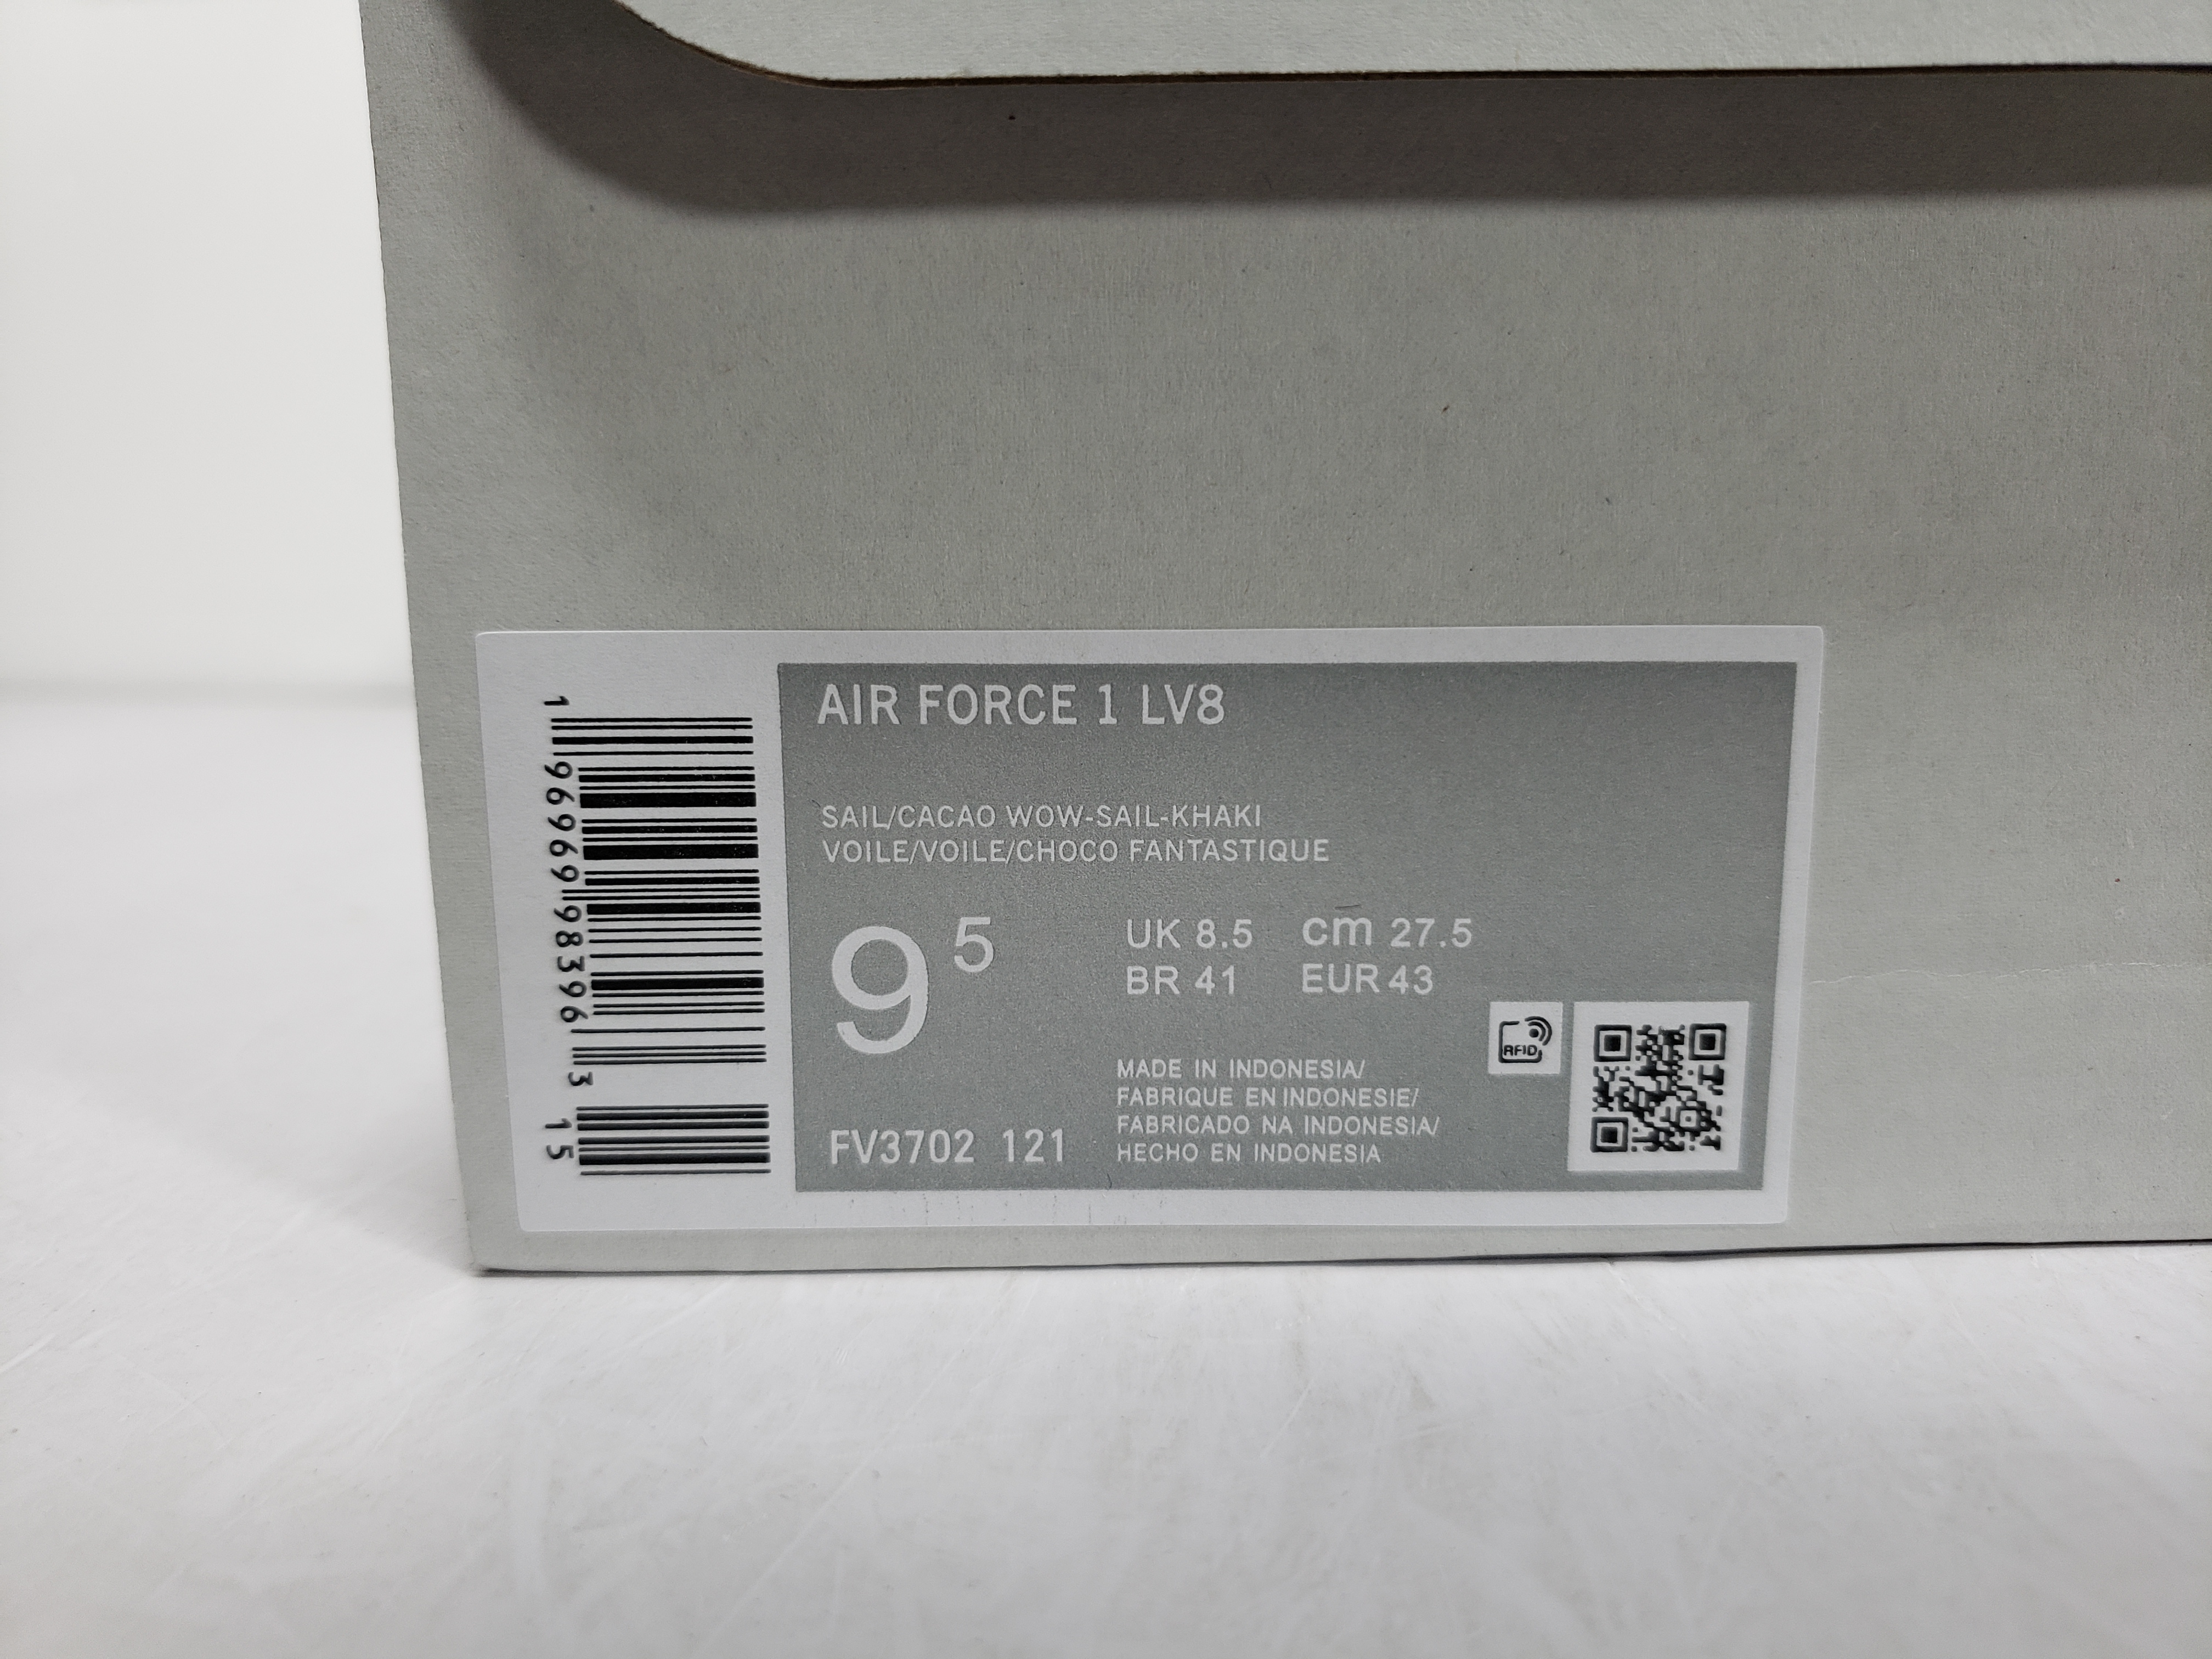 AIR FORCE 1 LV8
SAIL/CACAO WOW-SAIL-KHAKI
VOILE/VOILE/CHOCO FANTASTIQUE
9 5
UK 8.5 cm 27.5
BR 41 EUR 43
RFID
MADE IN INDONESIA/
FABRIQUE EN INDONESIE/
FABRICADO NA INDONESIA/
HECHO EN INDONESIA
FV3702 121
1 96969 98396 3 15